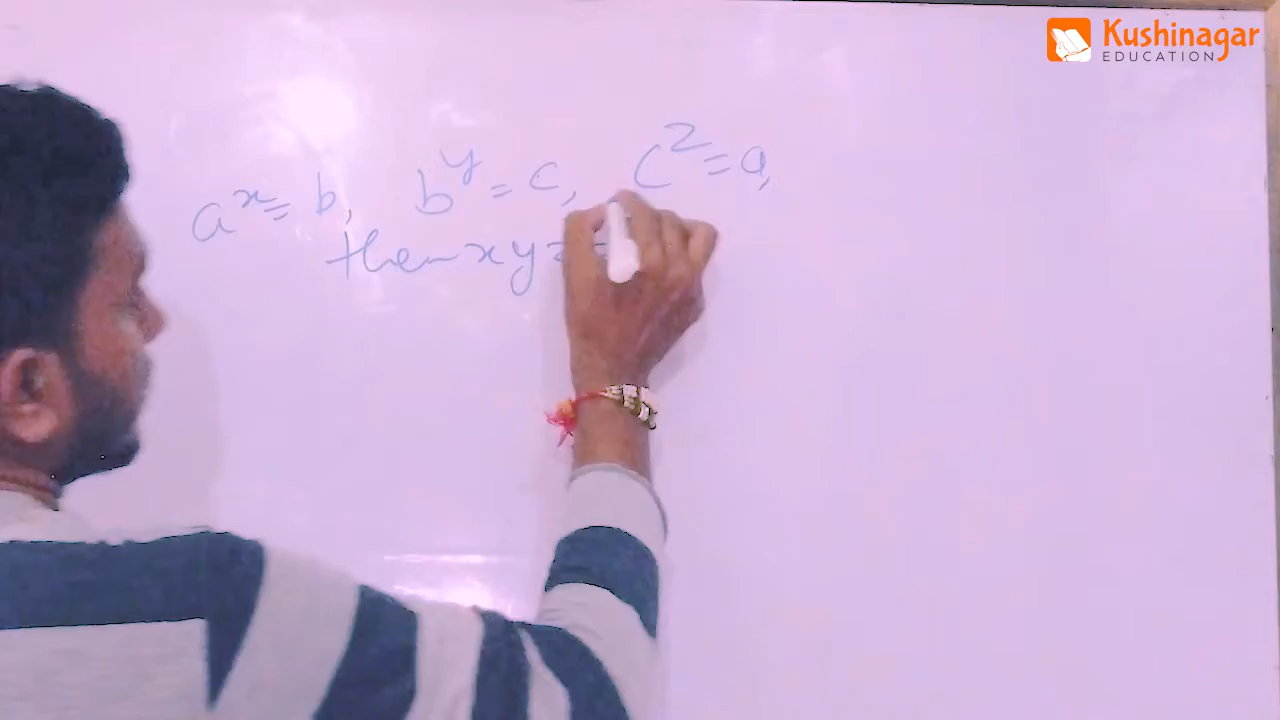 Kushinagar
EDUCATION
a^x = b, b^y = c, c^z = a,
then xyz =